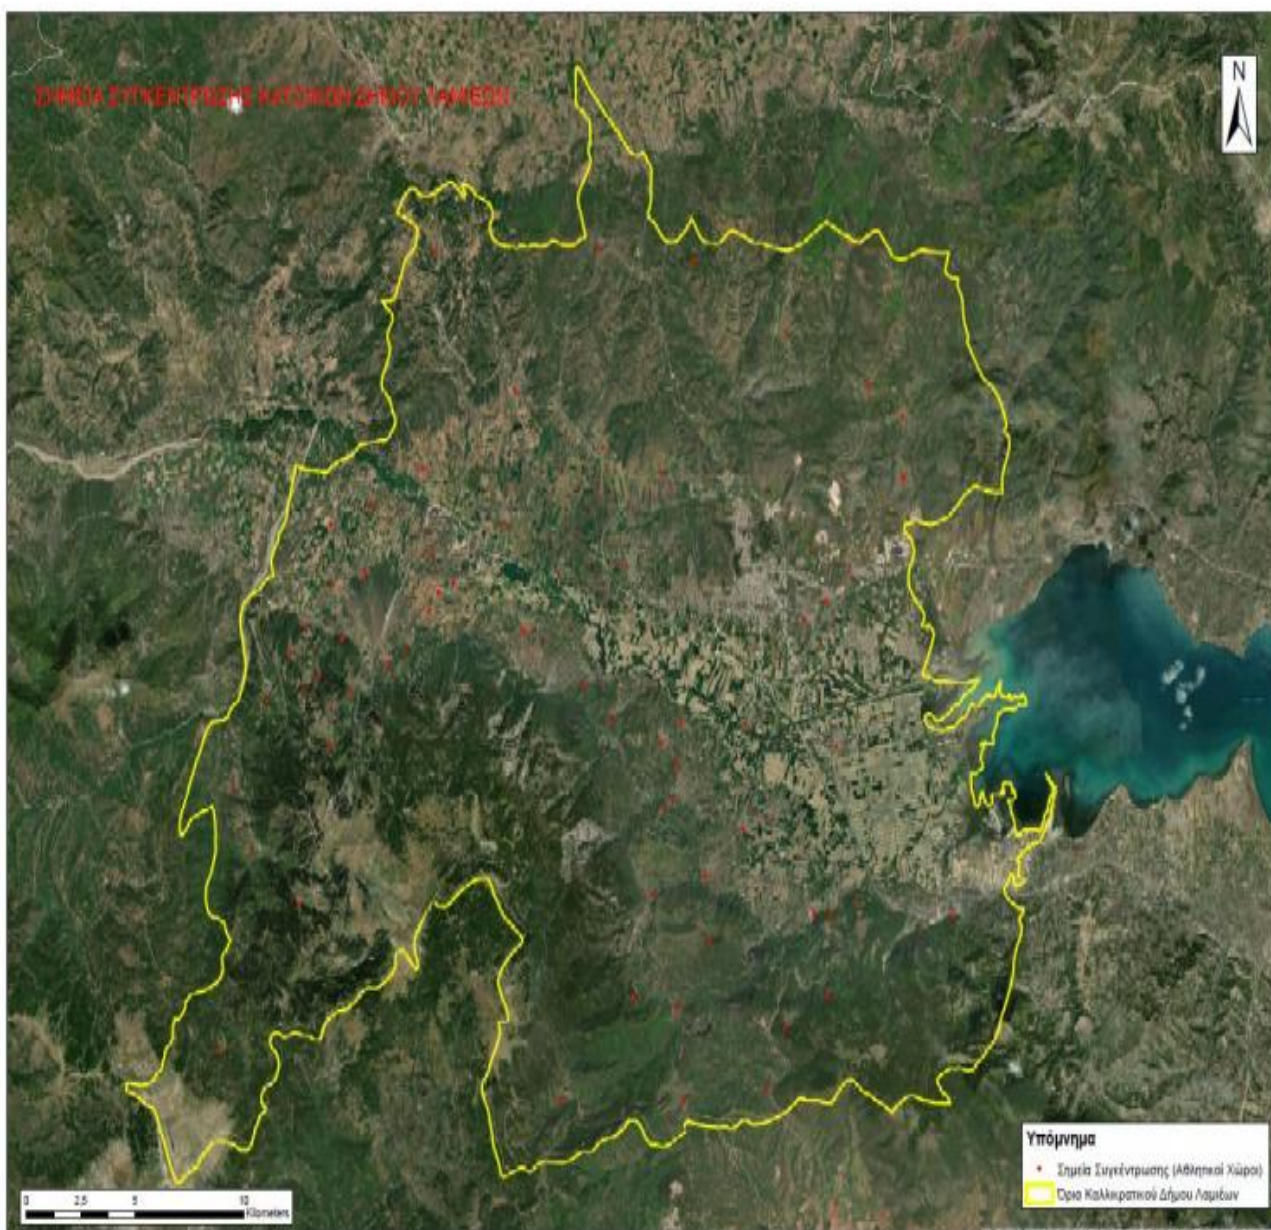 ΣΗΜΕΙΑ ΣΥΓΚΕΝΤΡΩΣΗΣ ΚΑΤΟΙΚΩΝ ΔΗΜΟΥ ΛΑΜΙΕΩΝ
N
Υπόμνημα
Σημεία Συγκέντρωσης (Αθλητικοί Χώροι)
Όριο Καλλικρατικού Δήμου Λαμιέων
0 2,5 5 10
Kilometers